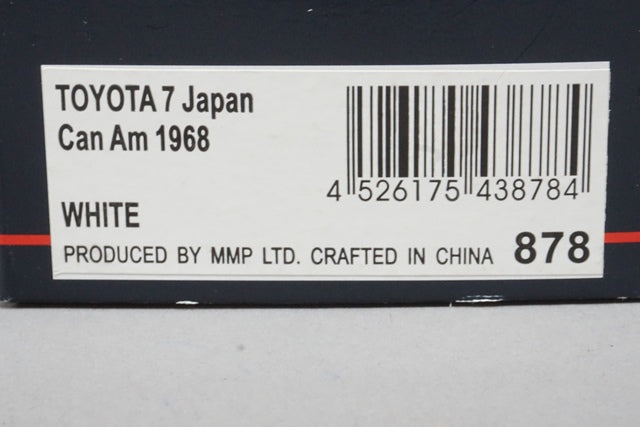 TOYOTA 7 Japan
Can Am 1968
4 526175 438784
WHITE
PRODUCED BY MMP LTD. CRAFTED IN CHINA 878